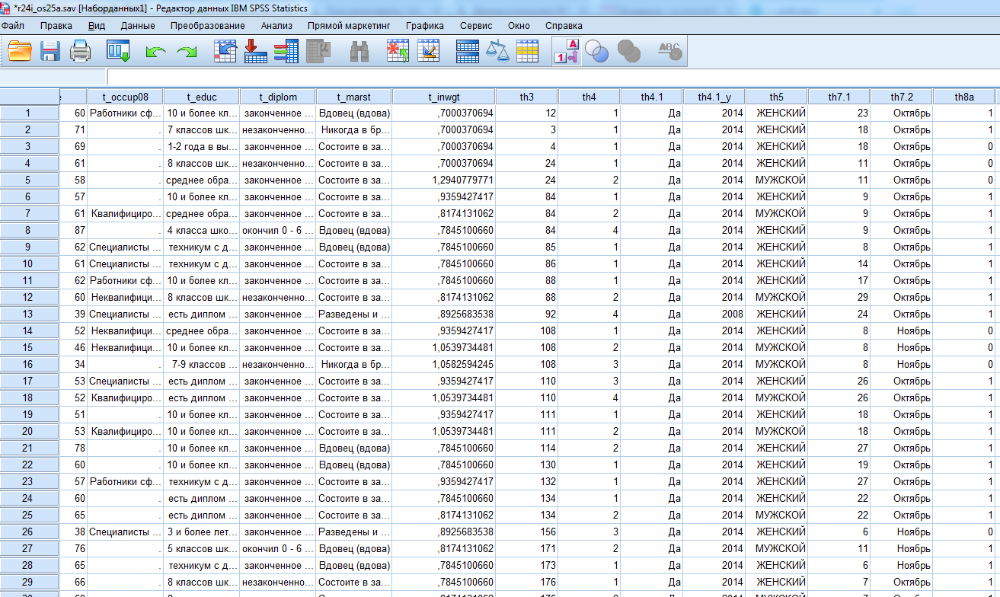 *r24i_os25a.sav [Наборданных1] - Редактор данных IBM SPSS Statistics
Файл Правка Вид Данные Преобразование Анализ Прямой маркетинг Графика Сервис Окно Справка
t_occup08 t_educ t_diplom t_marst t_inwgt th3 th4 th4.1 th4.1_y th5 th7.1 th7.2 th8a
1 60 Работники сф... 10 и более кл... законченное ... Вдовец (вдова) ,7000370694 12 1 Да 2014 ЖЕНСКИЙ 23 Октябрь 1
2 71 . 7 классов шк... незаконченно... Никогда в бр... ,7000370694 3 1 Да 2014 ЖЕНСКИЙ 18 Октябрь 1
3 69 . 1-2 года в вы... законченное ... Состоите в за... ,7000370694 4 1 Да 2014 ЖЕНСКИЙ 18 Октябрь 0
4 61 . 8 классов шк... незаконченно... Состоите в за... ,7000370694 24 1 Да 2014 ЖЕНСКИЙ 11 Октябрь 0
5 58 . среднее обра... законченное ... Состоите в за... 1,2940779771 24 2 Да 2014 МУЖСКОЙ 11 Октябрь 0
6 57 . 10 и более кл... законченное ... Состоите в за... ,9359427417 84 1 Да 2014 ЖЕНСКИЙ 9 Октябрь 1
7 61 Квалифициро... среднее обра... законченное ... Состоите в за... ,8174131062 84 2 Да 2014 МУЖСКОЙ 9 Октябрь 1
8 87 . 4 класса шко... окончил 0 - 6 ... Вдовец (вдова) ,7845100660 84 4 Да 2014 ЖЕНСКИЙ 9 Октябрь 1
9 62 Специалисты ... техникум с д... законченное ... Вдовец (вдова) ,7845100660 85 1 Да 2014 ЖЕНСКИЙ 8 Октябрь 1
10 61 Специалисты ... техникум с д... законченное ... Состоите в за... ,7845100660 86 1 Да 2014 ЖЕНСКИЙ 14 Октябрь 1
11 62 Работники сф... 10 и более кл... законченное ... Состоите в за... ,7845100660 88 1 Да 2014 ЖЕНСКИЙ 17 Октябрь 1
12 60 Неквалифици... 8 классов шк... незаконченно... Состоите в за... ,8174131062 88 2 Да 2014 МУЖСКОЙ 29 Октябрь 1
13 39 Специалисты ... есть диплом ... законченное ... Разведены и ... ,8925683538 92 4 Да 2008 ЖЕНСКИЙ 24 Октябрь 1
14 52 Неквалифици... среднее обра... законченное ... Состоите в за... ,9359427417 108 1 Да 2014 ЖЕНСКИЙ 8 Ноябрь 0
15 46 Неквалифици... 10 и более кл... законченное ... Состоите в за... 1,0539734481 108 2 Да 2014 МУЖСКОЙ 8 Ноябрь 0
16 34 . 7-9 классов ... незаконченно... Никогда в бр... 1,0582594245 108 3 Да 2014 МУЖСКОЙ 8 Ноябрь 0
17 53 Специалисты ... есть диплом ... законченное ... Состоите в за... ,9359427417 110 3 Да 2014 ЖЕНСКИЙ 26 Октябрь 1
18 52 Квалифициро... есть диплом ... законченное ... Состоите в за... 1,0539734481 110 4 Да 2014 МУЖСКОЙ 26 Октябрь 1
19 51 . 10 и более кл... законченное ... Состоите в за... ,9359427417 111 1 Да 2014 ЖЕНСКИЙ 18 Октябрь 1
20 53 Квалифициро... 10 и более кл... законченное ... Состоите в за... 1,0539734481 111 2 Да 2014 МУЖСКОЙ 18 Октябрь 1
21 78 . 10 и более кл... законченное ... Вдовец (вдова) ,7845100660 114 2 Да 2014 ЖЕНСКИЙ 27 Октябрь 1
22 60 . 10 и более кл... законченное ... Вдовец (вдова) ,7845100660 130 1 Да 2014 ЖЕНСКИЙ 19 Октябрь 1
23 57 Работники сф... техникум с д... законченное ... Состоите в за... ,9359427417 132 1 Да 2014 ЖЕНСКИЙ 27 Октябрь 1
24 60 . есть диплом ... законченное ... Состоите в за... ,7845100660 134 1 Да 2014 ЖЕНСКИЙ 22 Октябрь 1
25 65 . есть диплом ... законченное ... Состоите в за... ,8174131062 134 2 Да 2014 МУЖСКОЙ 22 Октябрь 1
26 38 Специалисты ... 3 и более лет... законченное ... Разведены и ... ,8925683538 156 3 Да 2014 ЖЕНСКИЙ 6 Ноябрь 0
27 76 . 5 классов шк... окончил 0 - 6 ... Вдовец (вдова) ,8174131062 171 2 Да 2014 МУЖСКОЙ 11 Ноябрь 1
28 65 . техникум с д... законченное ... Вдовец (вдова) ,7845100660 173 1 Да 2014 ЖЕНСКИЙ 6 Ноябрь 1
29 66 . 8 классов шк... незаконченно... Состоите в за... ,7845100660 176 1 Да 2014 ЖЕНСКИЙ 7 Октябрь 1